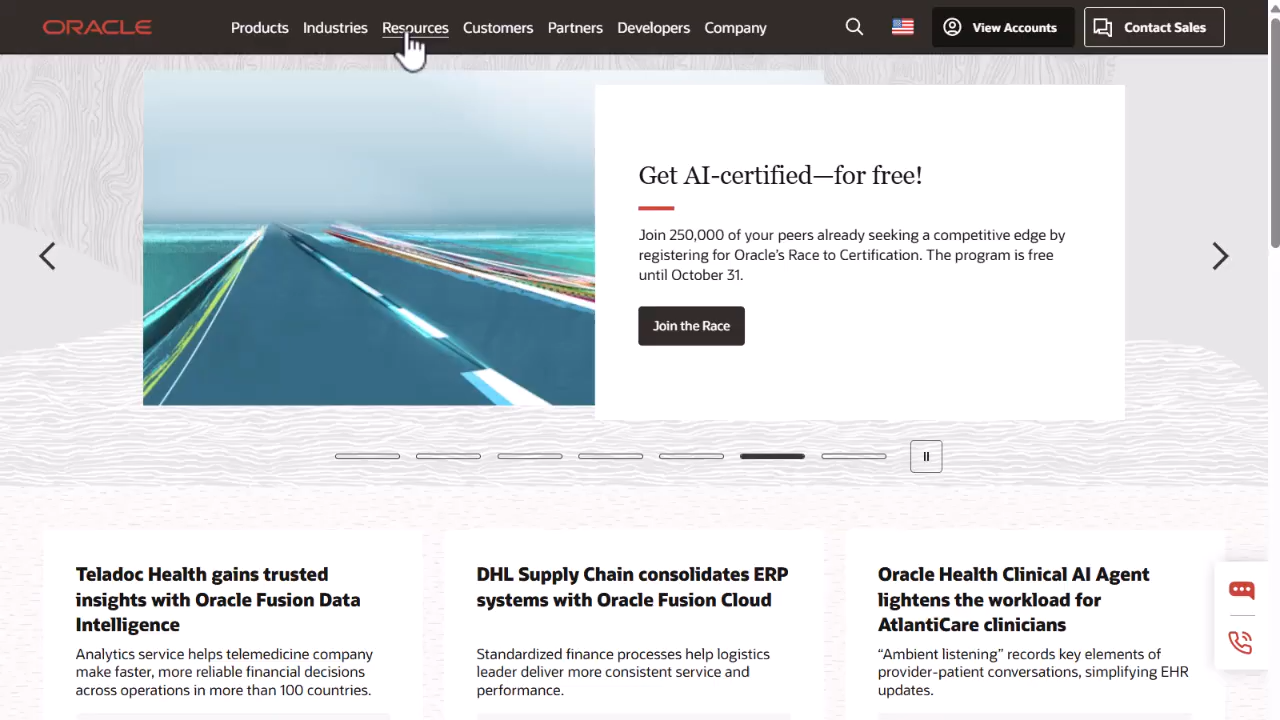 ORACLE
Products
Industries
Resources
Customers
Partners
Developers
Company
View Accounts
Contact Sales
Get AI-certified—for free!
Join 250,000 of your peers already seeking a competitive edge by
registering for Oracle's Race to Certification. The program is free
until October 31.
Join the Race
Teladoc Health gains trusted
insights with Oracle Fusion Data
Intelligence
Analytics service helps telemedicine company
make faster, more reliable financial decisions
across operations in more than 100 countries.
DHL Supply Chain consolidates ERP
systems with Oracle Fusion Cloud
Standardized finance processes help logistics
leader deliver more consistent service and
performance.
Oracle Health Clinical AI Agent
lightens the workload for
AtlantiCare clinicians
“Ambient listening” records key elements of
provider-patient conversations, simplifying EHR
updates.